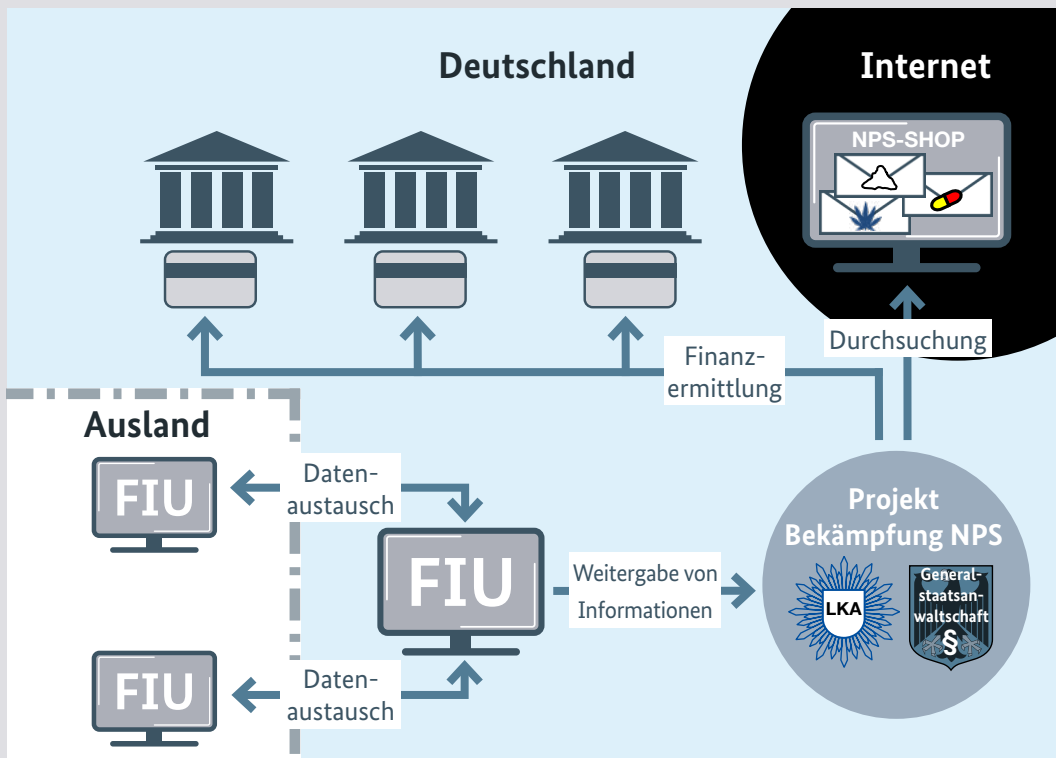 Deutschland
Internet
NPS-SHOP
Durchsuchung
Finanz-
ermittlung
Ausland
FIU
Daten-
austausch
FIU
Weitergabe von
Informationen
Projekt
Bekämpfung NPS
LKA
General-
staatsan-
waltschaft
§
FIU
Daten-
austausch